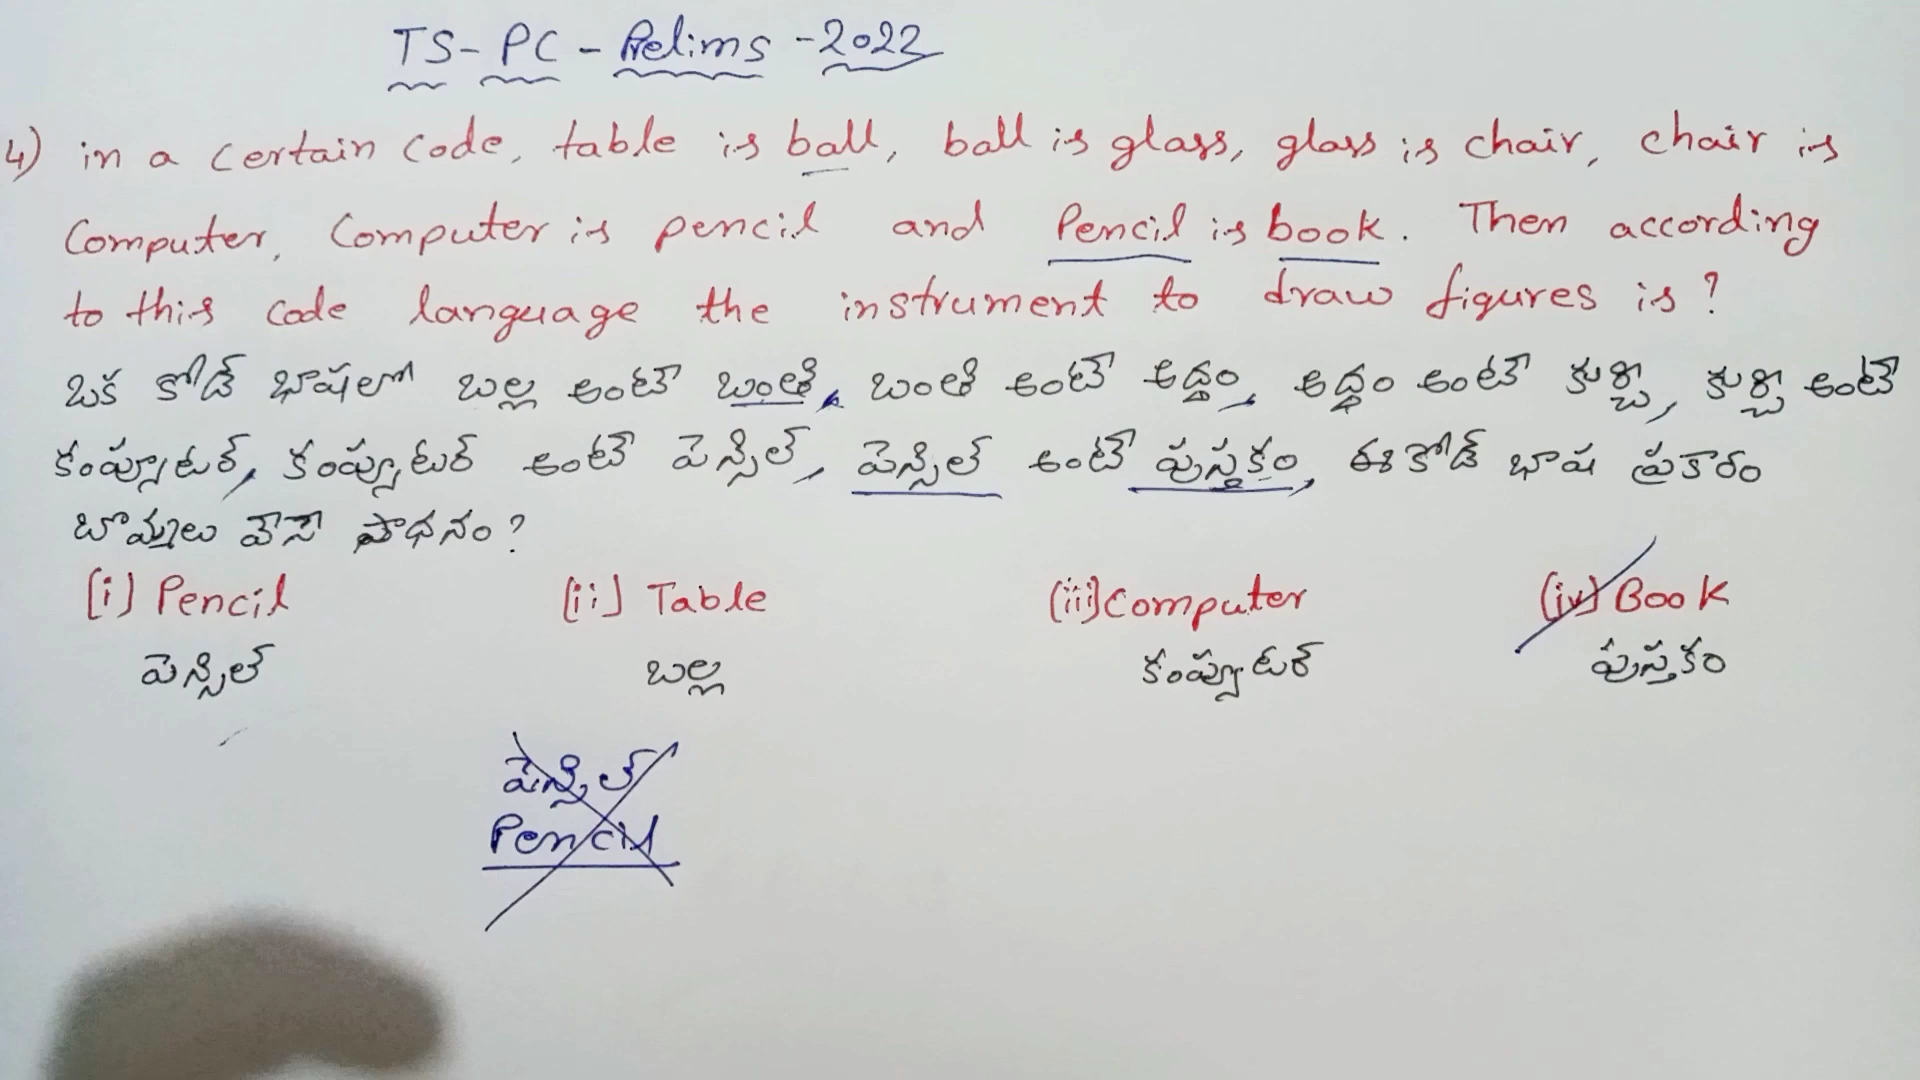 TS-PC-Prelims-2022
4) in a certain code, table is ball, ball is glass, glass is chair, chair is
Computer, Computer is pencil and Pencil is book. Then according
to this code language the instrument to draw figures is?
ఒక కోడ్ భాషలో బల్ల అంటే బంతి, బంతి అంటే అద్దం, అద్దం అంటే కుర్చీ, కుర్చీ అంటే
కంప్యూటర్, కంప్యూటర్ అంటే పెన్సిల్, పెన్సిల్ అంటే పుస్తకం, ఈ కోడ్ భాష ప్రకారం
బొమ్మలు వేసే సాధనం?
(i) Pencil (ii) Table (iii) Computer (iv) Book
పెన్సిల్ బల్ల కంప్యూటర్ పుస్తకం
పెన్సిల్
Pencil